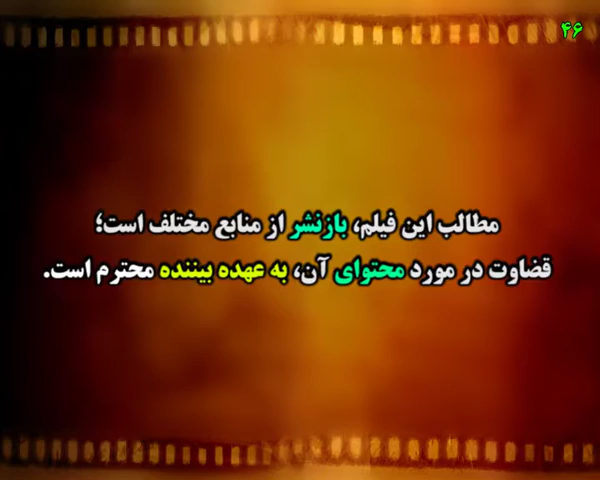 ۴۶
مطالب این فیلم، بازنشر از منابع مختلف است؛
قضاوت در مورد محتوای آن، به عهده بیننده محترم است.